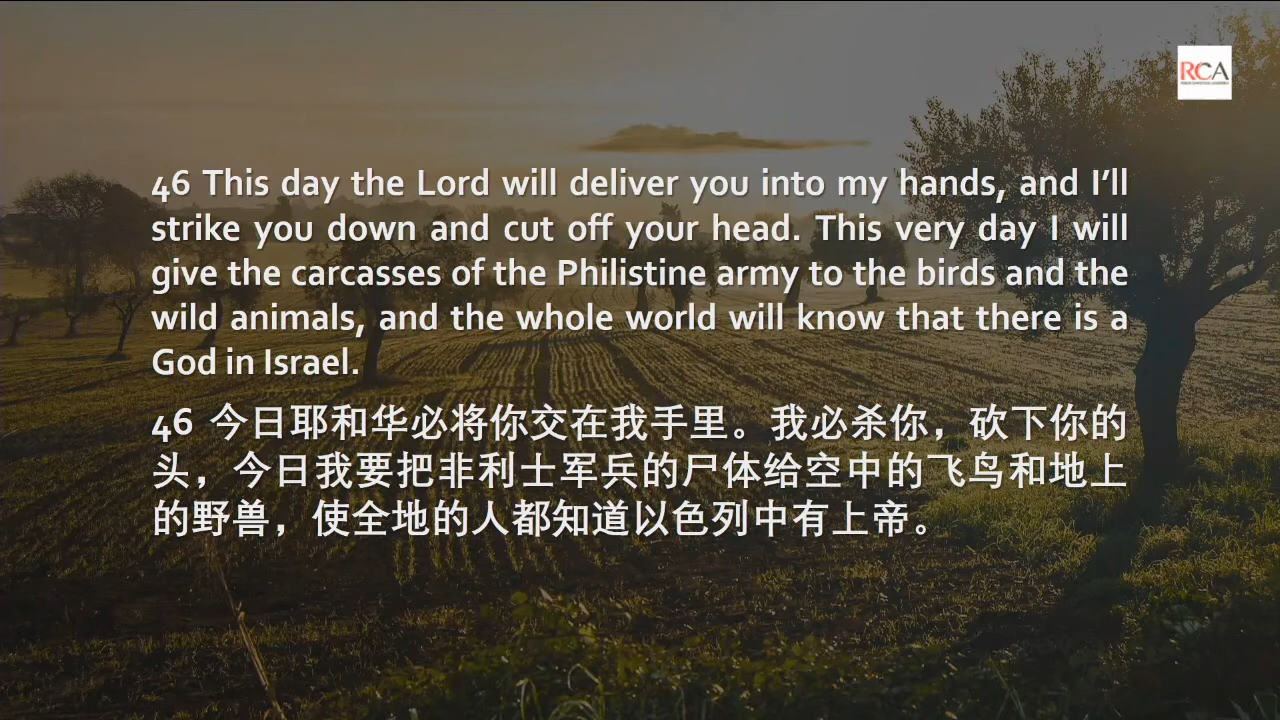 RCA
46 This day the Lord will deliver you into my hands, and I’ll
strike you down and cut off your head. This very day I will
give the carcasses of the Philistine army to the birds and the
wild animals, and the whole world will know that there is a
God in Israel.
46 今日耶和华必将你交在我手里。我必杀你，砍下你的
头，今日我要把非利士军兵的尸体给空中的飞鸟和地上
的野兽，使全地的人都知道以色列中有上帝。